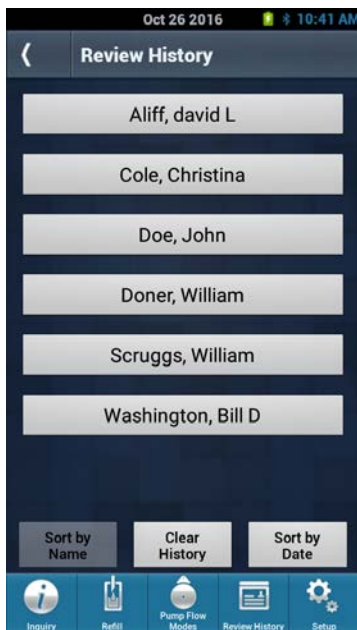 Oct 26 2016 10:41 AM
Review History
Aliff, david L
Cole, Christina
Doe, John
Doner, William
Scruggs, William
Washington, Bill D
Sort by Name
Clear History
Sort by Date
Inquiry
Refill
Pump Flow Modes
Review History
Setup